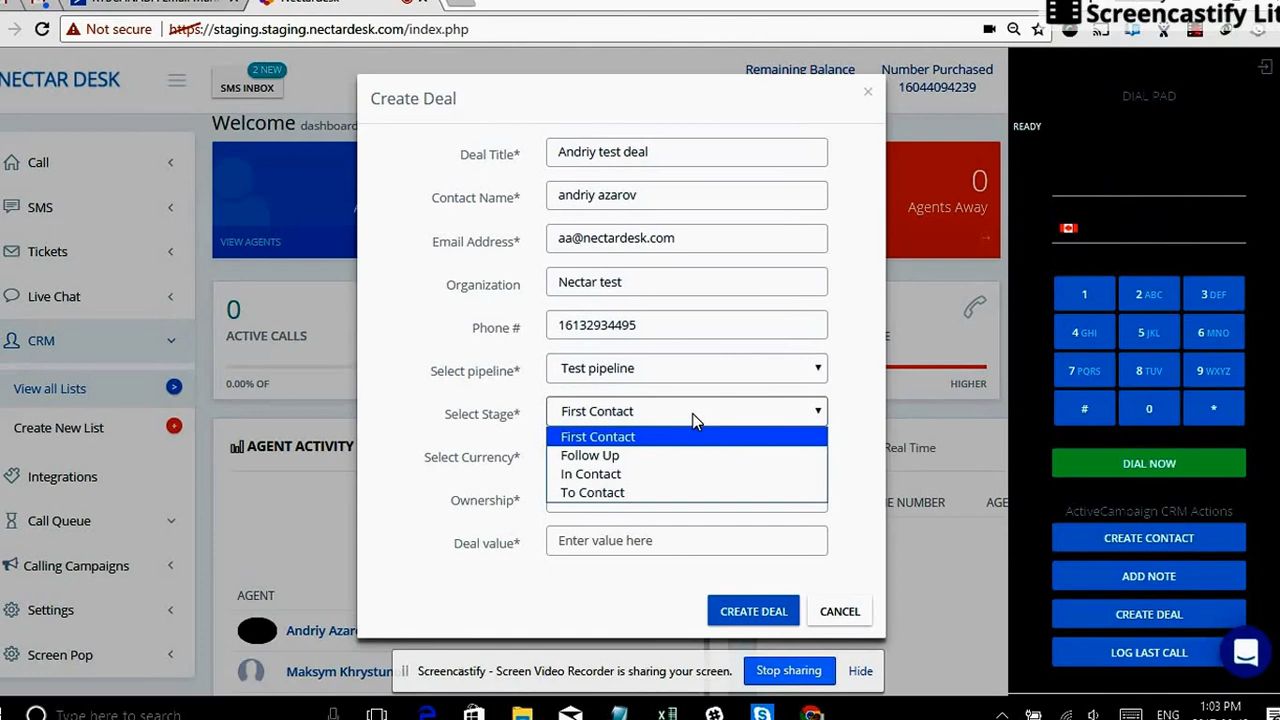 Screencastify Lit
Nectardesk
Not secure
https://staging.staging.nectardesk.com/index.php
NECTAR DESK
2 NEW
SMS INBOX
Remaining Balance
Number Purchased
16044094239
Welcome dashboard
Call
SMS
Tickets
Live Chat
CRM
View all Lists
Create New List
Integrations
Call Queue
Calling Campaigns
Settings
Screen Pop
VIEW AGENTS
0
Agents Away
0
ACTIVE CALLS
0.00% OF
HIGHER
AGENT ACTIVITY
Real Time
AGENT
Andriy Azar
Maksym Khrystun
Create Deal
×
Deal Title*
Andriy test deal
Contact Name*
andriy azarov
Email Address*
aa@nectardesk.com
Organization
Nectar test
Phone #
16132934495
Select pipeline*
Test pipeline
Select Stage*
First Contact
First Contact
Follow Up
In Contact
To Contact
Select Currency*
Ownership*
Deal value*
Enter value here
CREATE DEAL
CANCEL
Screencastify - Screen Video Recorder is sharing your screen.
Stop sharing
Hide
DIAL PAD
READY
1
2 ABC
3 DEF
4 GHI
5 JKL
6 MNO
7 PQRS
8 TUV
9 WXYZ
#
0
*
DIAL NOW
ActiveCampaign CRM Actions
CREATE CONTACT
ADD NOTE
CREATE DEAL
LOG LAST CALL
Type here to search
ENG
1:03 PM